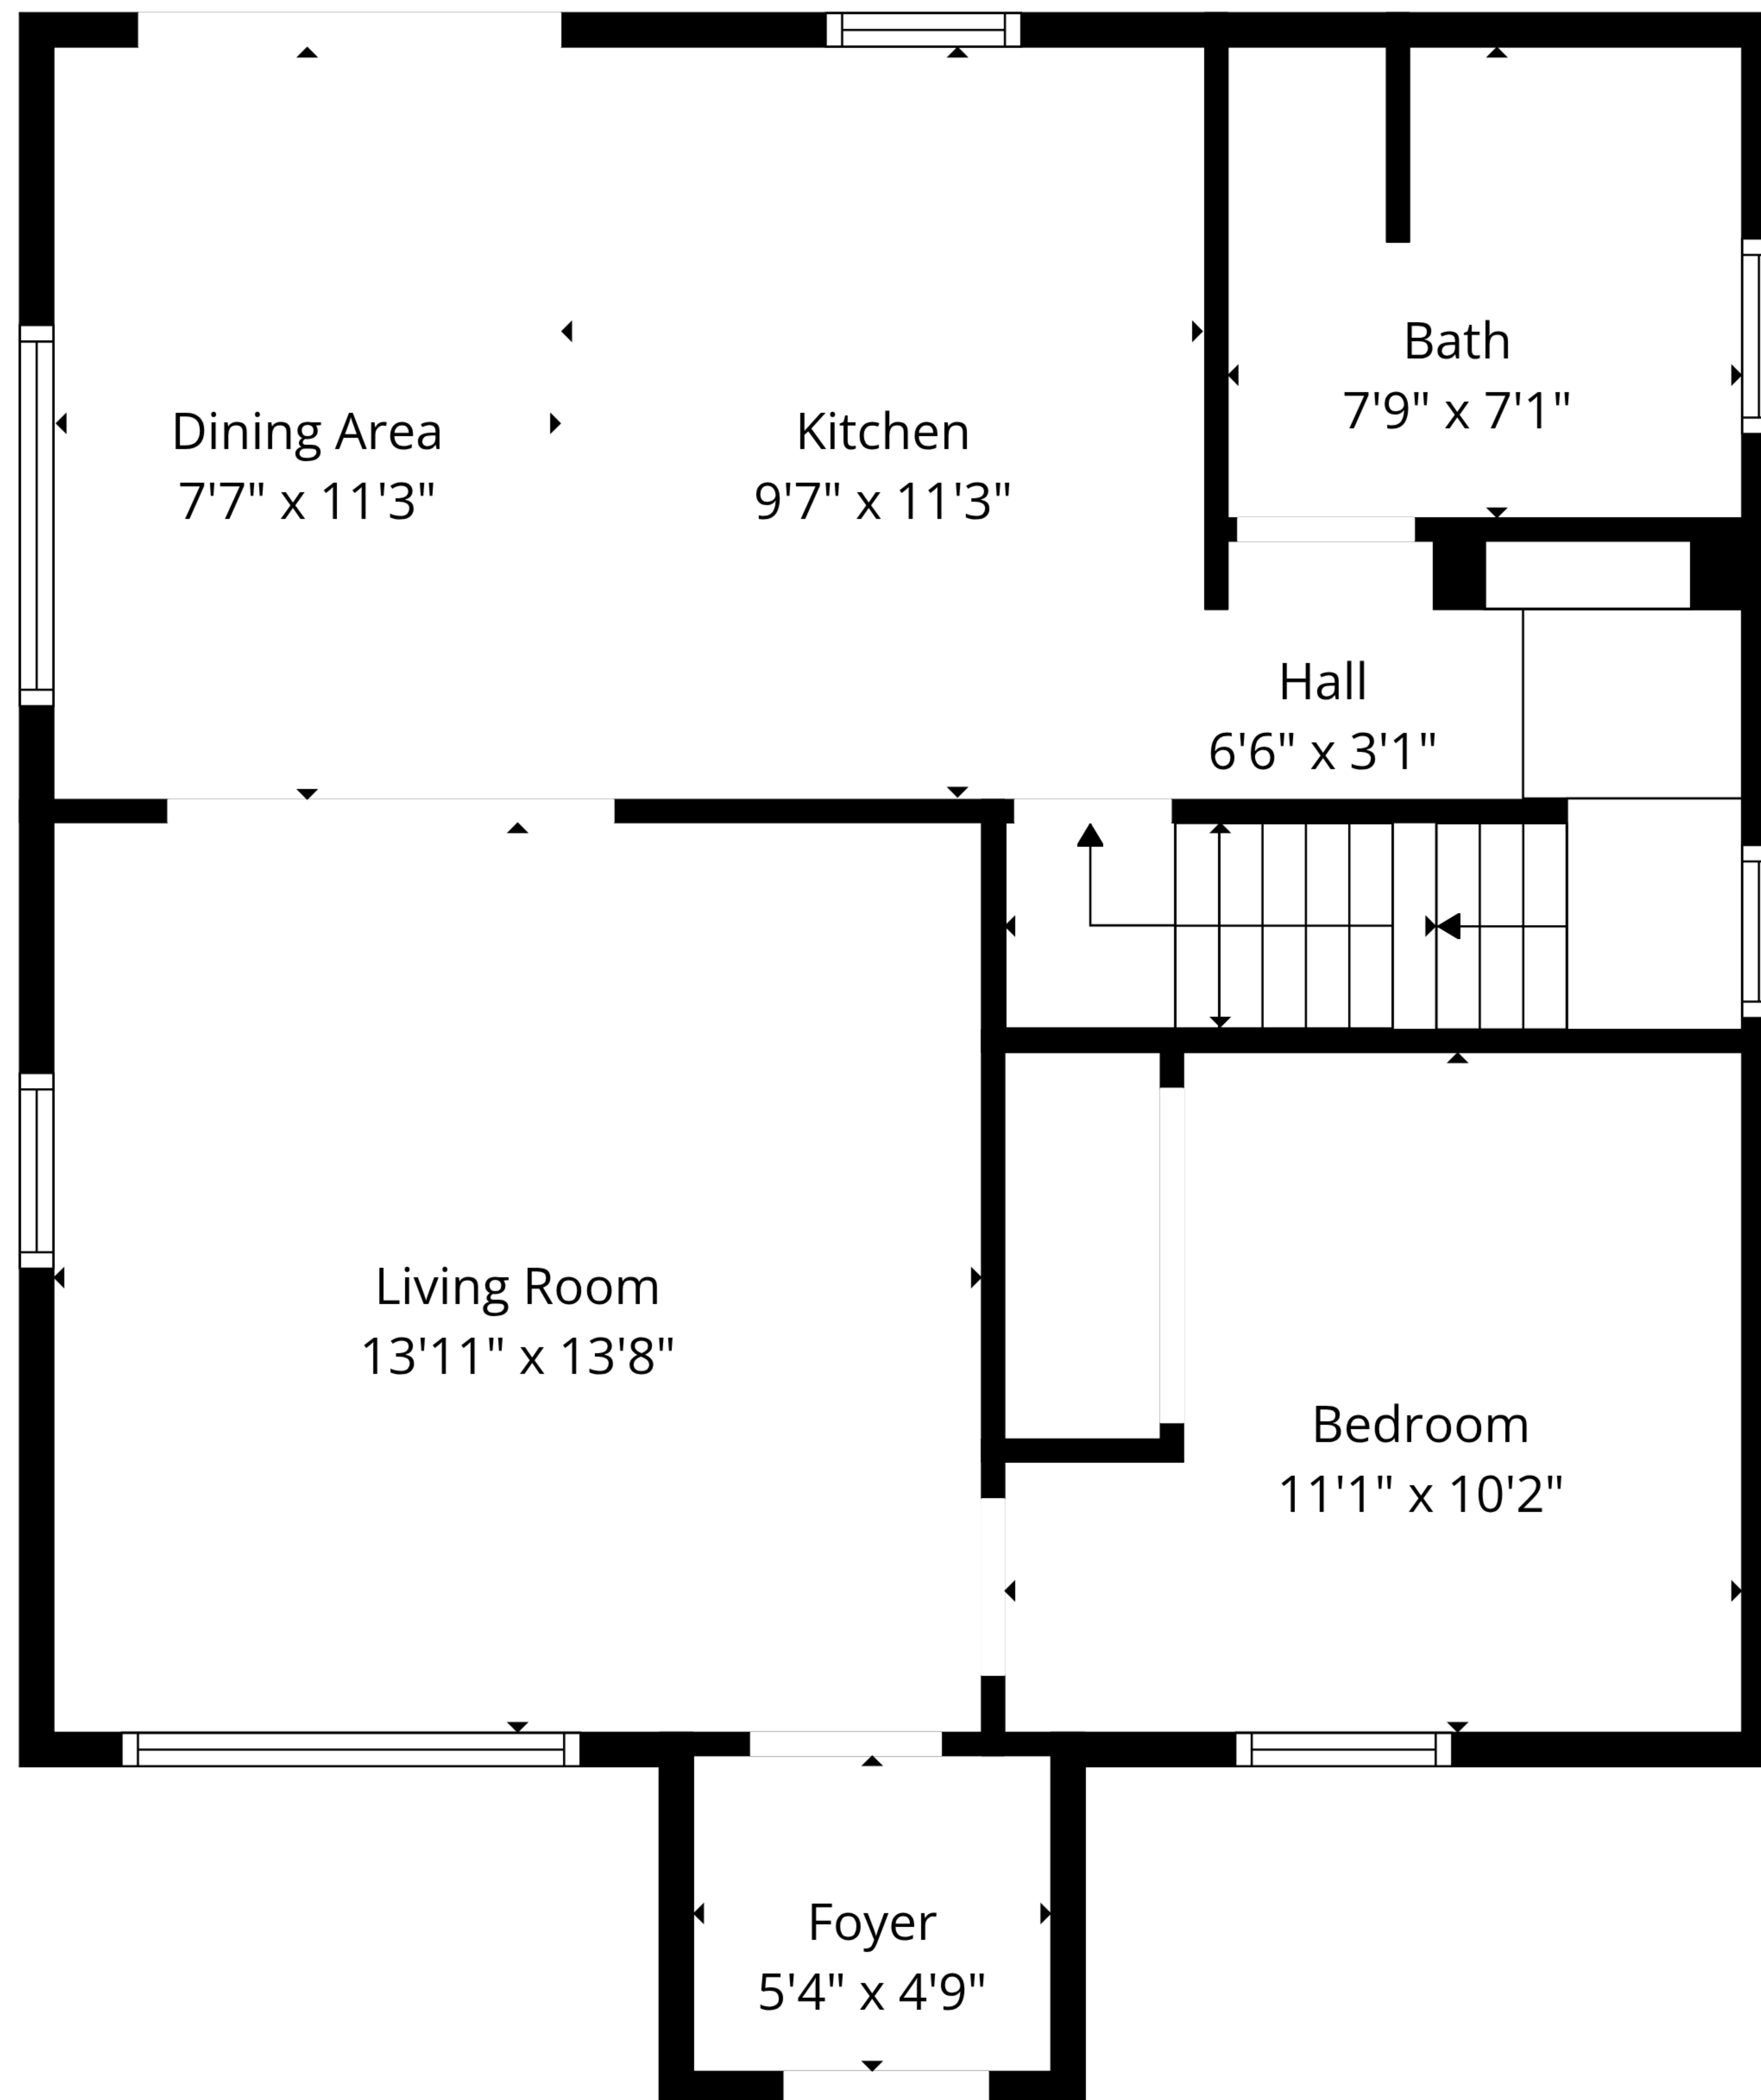 Bath
7'9" x 7'1"
Dining Area
7'7" x 11'3"
Kitchen
9'7" x 11'3"
Hall
6'6" x 3'1"
Living Room
13'11" x 13'8"
Bedroom
11'1" x 10'2"
Foyer
5'4" x 4'9"